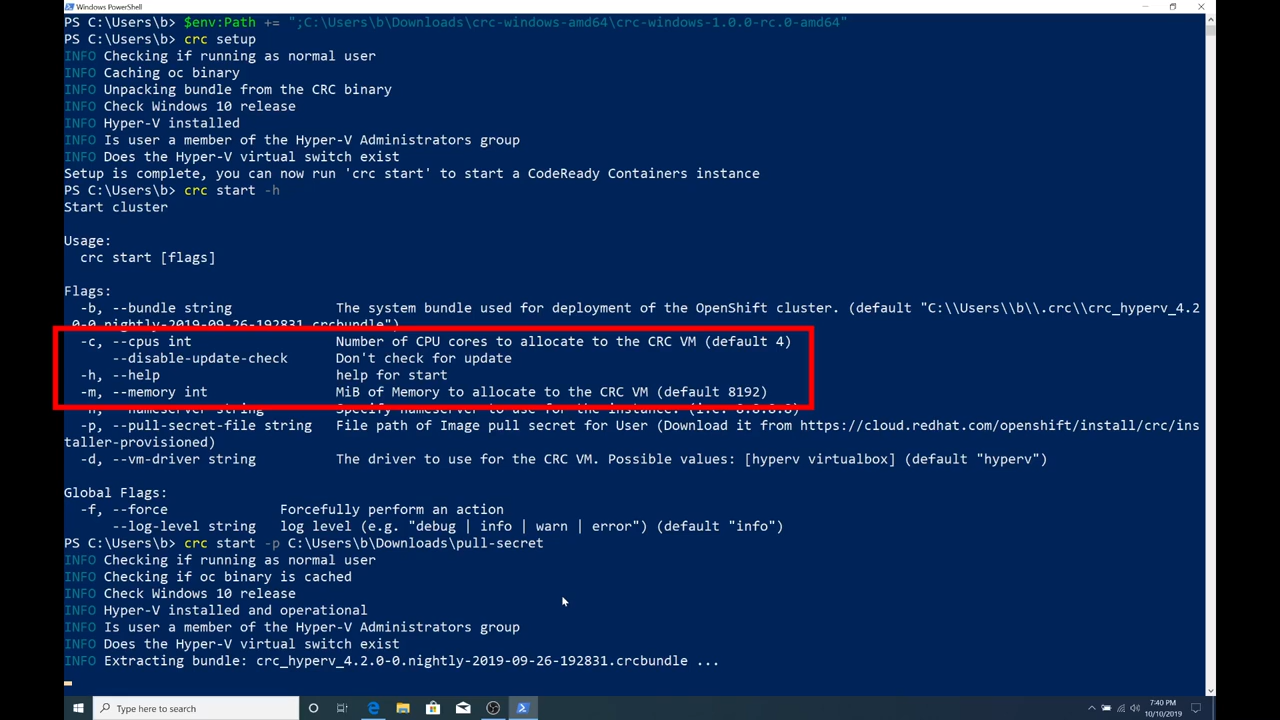 Windows PowerShell
PS C:\Users\b> $env:Path += ";C:\Users\b\Downloads\crc-windows-amd64\crc-windows-1.0.0-rc.0-amd64"
PS C:\Users\b> crc setup
INFO Checking if running as normal user
INFO Caching oc binary
INFO Unpacking bundle from the CRC binary
INFO Check Windows 10 release
INFO Hyper-V installed
INFO Is user a member of the Hyper-V Administrators group
INFO Does the Hyper-V virtual switch exist
Setup is complete, you can now run 'crc start' to start a CodeReady Containers instance
PS C:\Users\b> crc start -h
Start cluster
Usage:
crc start [flags]
Flags:
-b, --bundle string The system bundle used for deployment of the OpenShift cluster. (default "C:\\Users\\b\\.crc\\crc_hyperv_4.2
.0-0.nightly-2019-09-26-192831.crcbundle")
-c, --cpus int Number of CPU cores to allocate to the CRC VM (default 4)
--disable-update-check Don't check for update
-h, --help help for start
-m, --memory int MiB of Memory to allocate to the CRC VM (default 8192)
-n, --nameserver string Specify nameserver to use for the instance. (i.e. 8.8.8.8)
-p, --pull-secret-file string File path of Image pull secret for User (Download it from https://cloud.redhat.com/openshift/install/crc/ins
taller-provisioned)
-d, --vm-driver string The driver to use for the CRC VM. Possible values: [hyperv virtualbox] (default "hyperv")
Global Flags:
-f, --force Forcefully perform an action
--log-level string log level (e.g. "debug | info | warn | error") (default "info")
PS C:\Users\b> crc start -p C:\Users\b\Downloads\pull-secret
INFO Checking if running as normal user
INFO Checking if oc binary is cached
INFO Check Windows 10 release
INFO Hyper-V installed and operational
INFO Is user a member of the Hyper-V Administrators group
INFO Does the Hyper-V virtual switch exist
INFO Extracting bundle: crc_hyperv_4.2.0-0.nightly-2019-09-26-192831.crcbundle ...
Type here to search
7:40 PM
10/10/2019